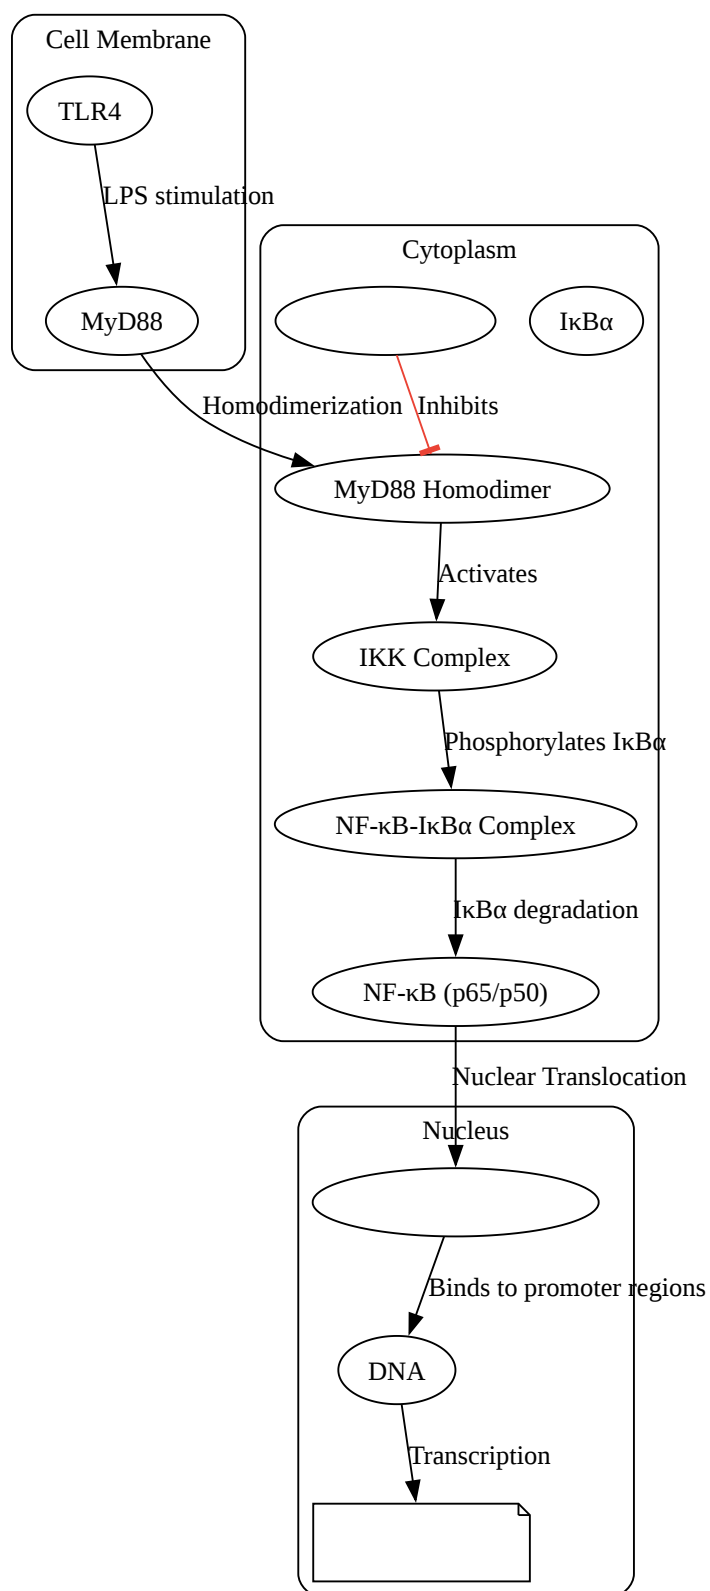 Cell Membrane
TLR4
LPS stimulation
MyD88
Cytoplasm
IκBα
Homodimerization
Inhibits
MyD88 Homodimer
Activates
IKK Complex
Phosphorylates IκBα
NF-κB-IκBα Complex
IκBα degradation
NF-κB (p65/p50)
Nuclear Translocation
Nucleus
Binds to promoter regions
DNA
Transcription